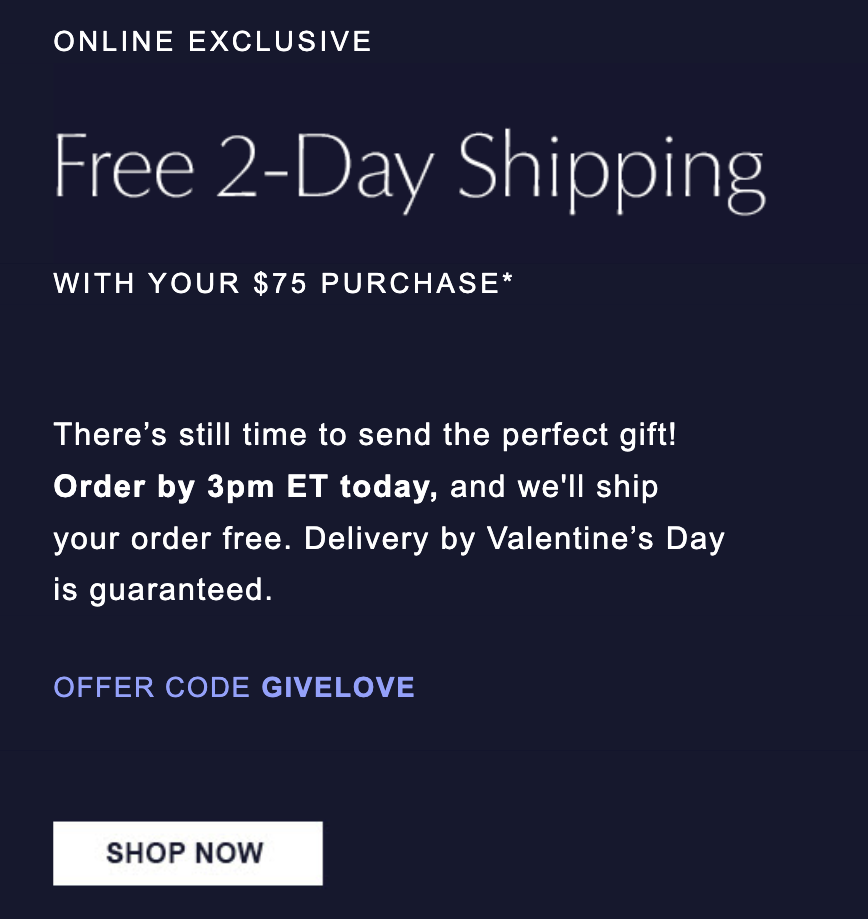 ONLINE EXCLUSIVE
Free 2-Day Shipping
WITH YOUR $75 PURCHASE*
There’s still time to send the perfect gift!
Order by 3pm ET today, and we'll ship
your order free. Delivery by Valentine’s Day
is guaranteed.
OFFER CODE GIVELOVE
SHOP NOW